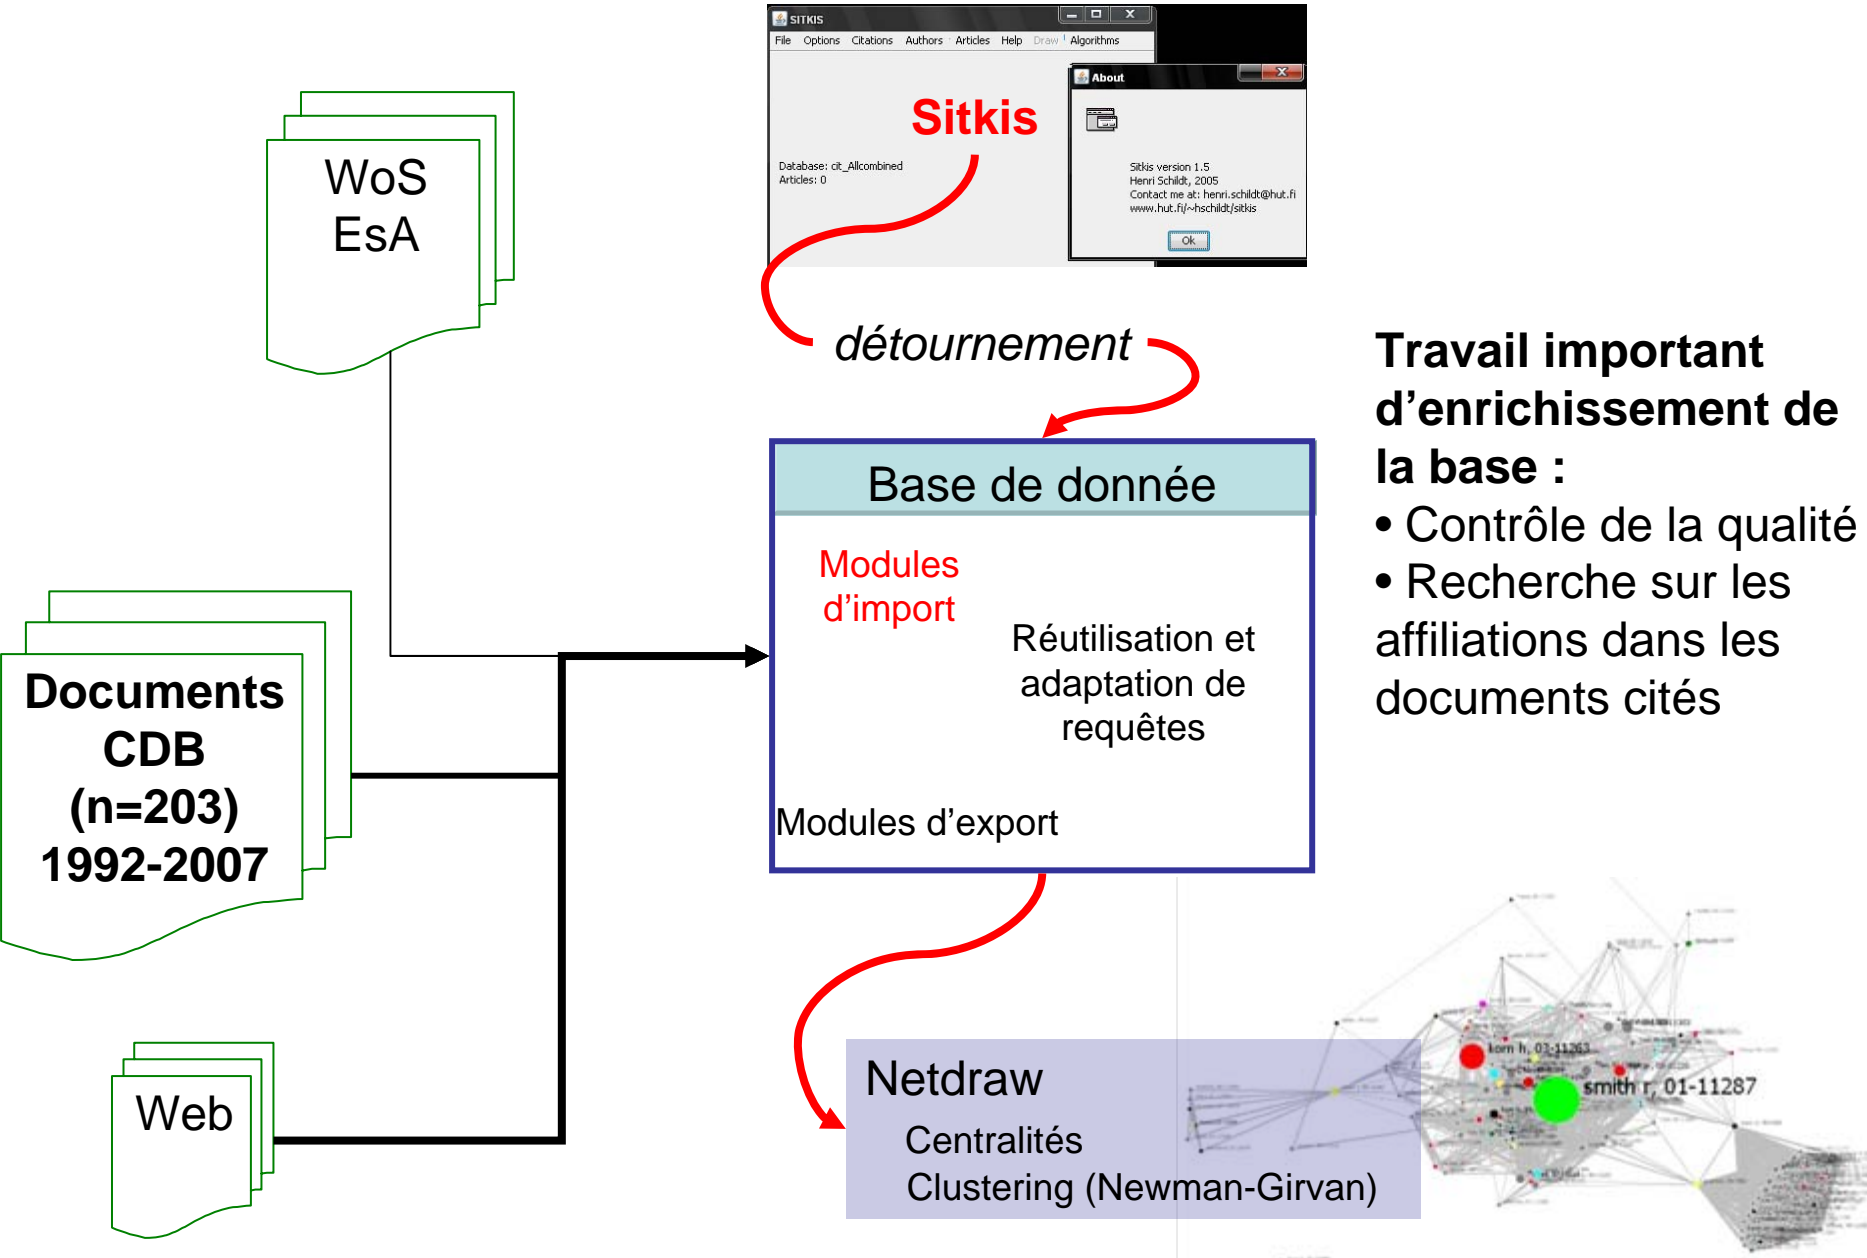 SITKIS
File Options Citations Authors Articles Help Draw Algorithms
About
Sitkis
Database: cit_Allcombined
Articles: 0
Sitkis version 1.5
Henri Schildt, 2005
Contact me at: henri.schildt@hut.fi
www.hut.fi/~hschildt/sitkis
Ok
WoS
EsA
détournement
Travail important
d’enrichissement de
la base :
• Contrôle de la qualité
• Recherche sur les
affiliations dans les
documents cités
Base de donnée
Modules
d’import
Réutilisation et
adaptation de
requêtes
Modules d’export
Documents
CDB
(n=203)
1992-2007
Web
Netdraw
Centralités
Clustering (Newman-Girvan)
korn h, 03-11263
smith r, 01-11287